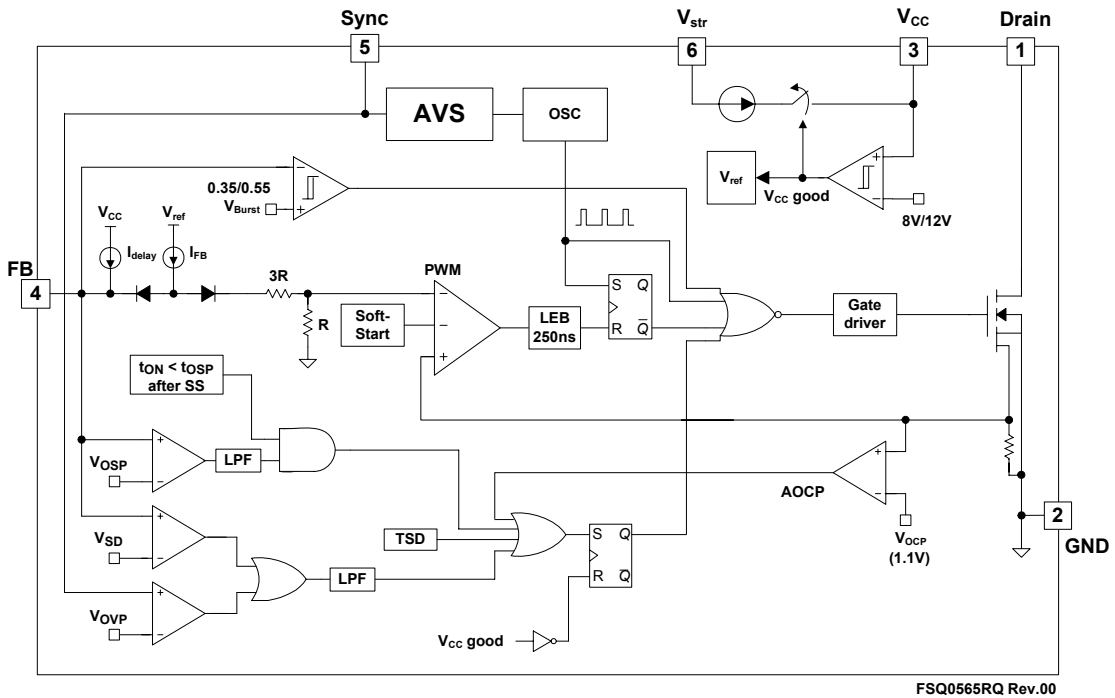 Sync
5
Vstr
6
VCC
3
Drain
1
AVS
OSC
Vref
VCC good
+
−
8V/12V
0.35/0.55
VBurst
−
+
VCC
Idelay
Vref
IFB
FB
4
3R
R
PWM
−
−
+
Soft-
Start
LEB
250ns
S Q
R Q̅
Gate
driver
tON < tOSP
after SS
+
−
VOSP
LPF
+
−
VSD
+
−
VOVP
LPF
TSD
S Q
R Q̅
VCC good
AOCP
+
−
VOCP
(1.1V)
2
GND
FSQ0565RQ Rev.00